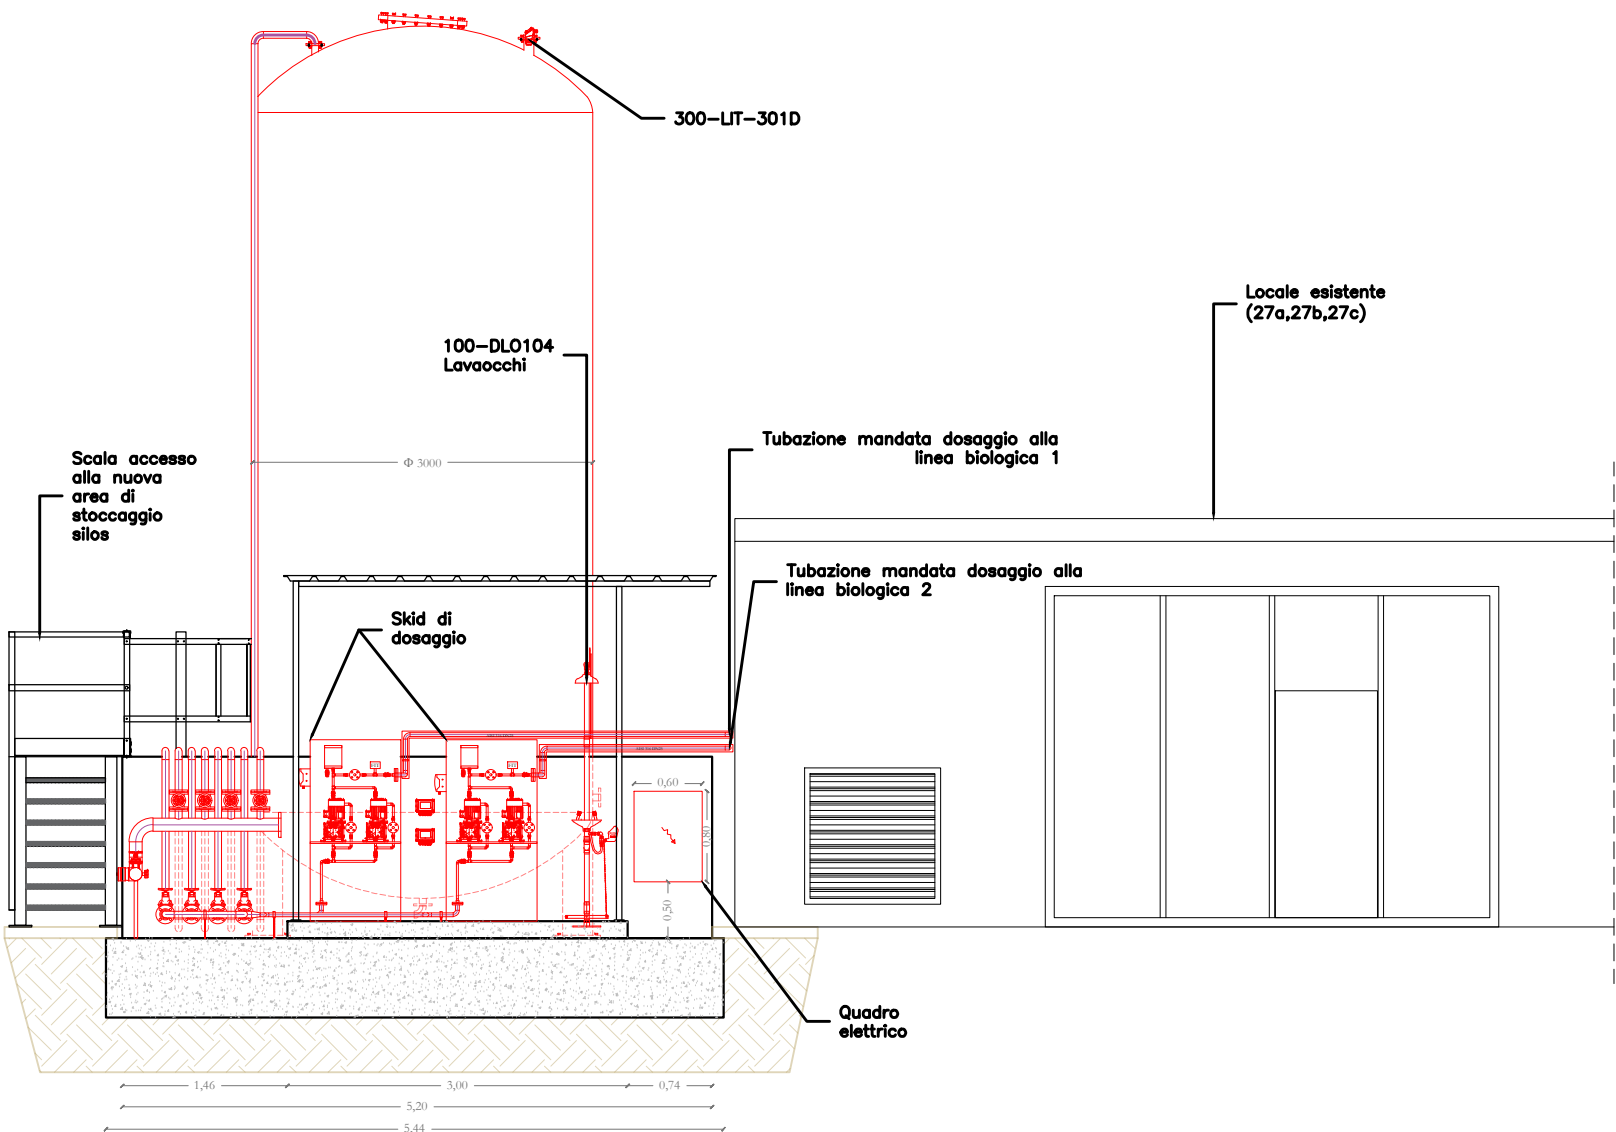 300-LIT-301D
Locale esistente
(27a,27b,27c)
100-DLO104
Lavaocchi
Tubazione mandata dosaggio alla
linea biologica 1
Scala accesso
alla nuova
area di
stoccaggio
silos
Φ 3000
Tubazione mandata dosaggio alla
linea biologica 2
Skid di
dosaggio
0,60
0,80
0,50
Quadro
elettrico
1,46
3,00
0,74
5,20
5,44